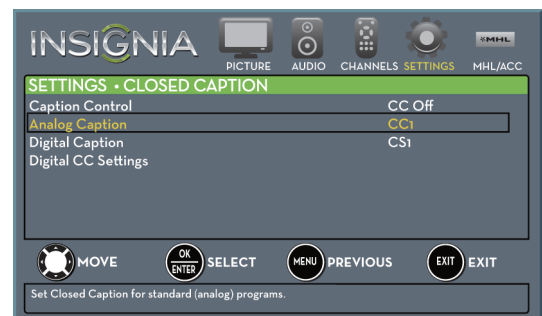 INSIGNIA
PICTURE AUDIO CHANNELS SETTINGS MHL MHL/ACC
SETTINGS • CLOSED CAPTION
Caption Control CC Off
Analog Caption CC1
Digital Caption CS1
Digital CC Settings
MOVE OK ENTER SELECT MENU PREVIOUS EXIT EXIT
Set Closed Caption for standard (analog) programs.